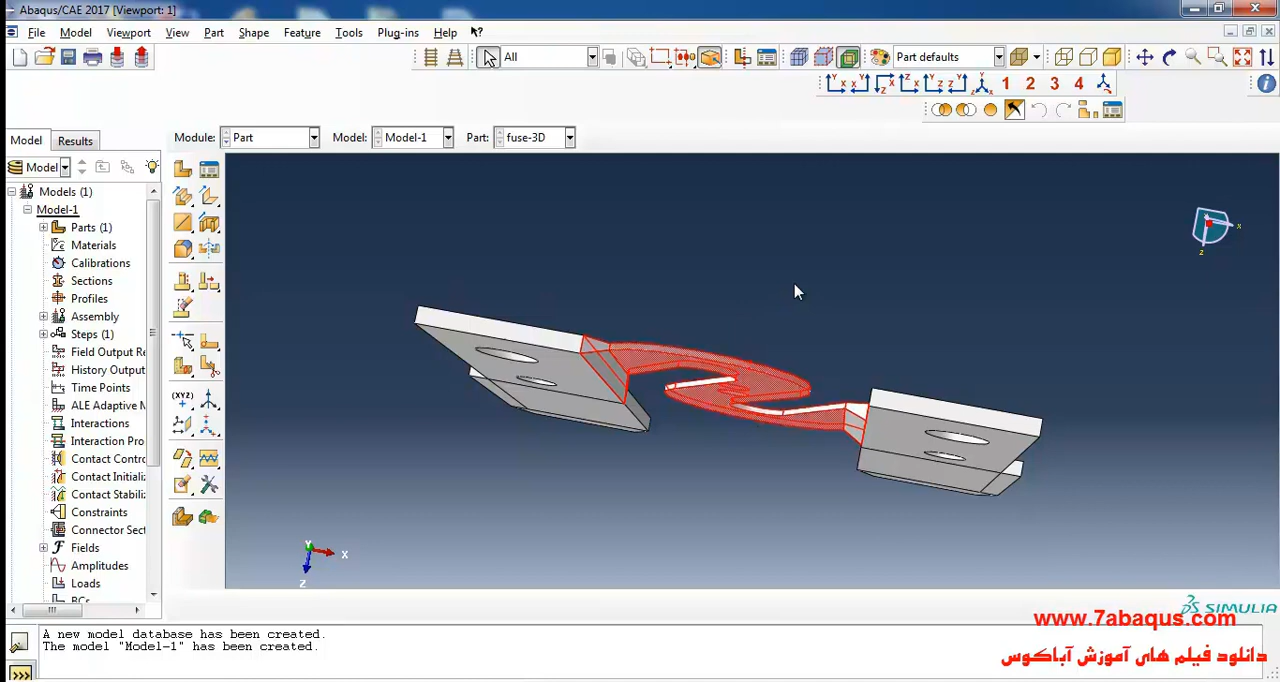 Abaqus/CAE 2017 [Viewport: 1]
File Model Viewport View Part Shape Feature Tools Plug-ins Help
All
Part defaults
1 2 3 4
Model Results
Module: Part Model: Model-1 Part: fuse-3D
Model
Models (1)
Model-1
Parts (1)
Materials
Calibrations
Sections
Profiles
Assembly
Steps (1)
Field Output Re
History Output
Time Points
ALE Adaptive M
Interactions
Interaction Pro
Contact Contro
Contact Initializ
Contact Stabiliz
Constraints
Connector Sect
Fields
Amplitudes
Loads
BCs
(XYZ)
X
Z
Y
X
Z
SIMULIA
A new model database has been created.
The model "Model-1" has been created.
www.7abaqus.com
دانلود فیلم های آموزش آباکوس